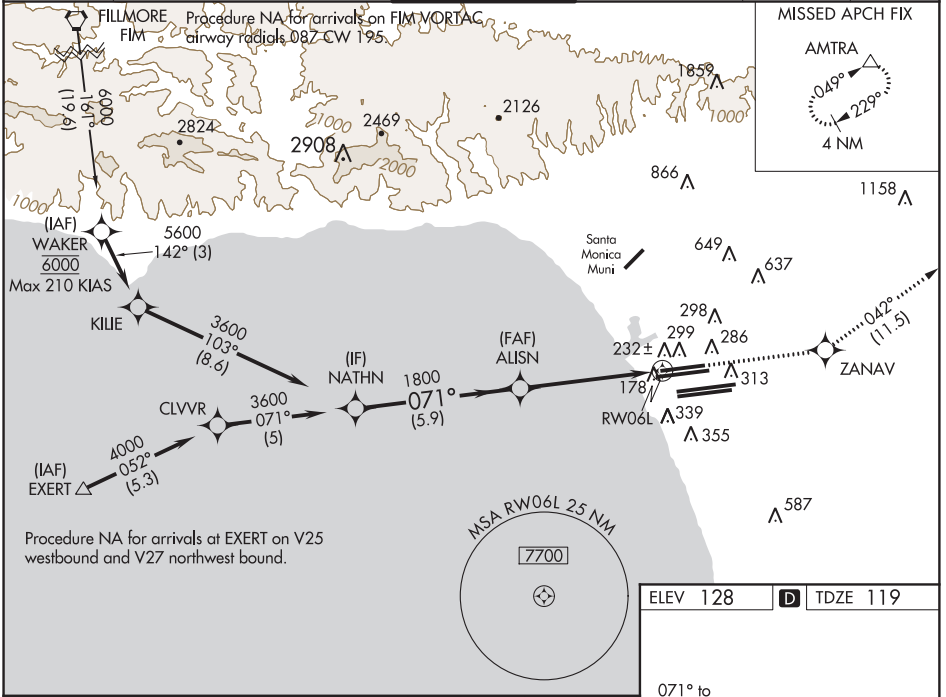 FILLMORE
FIM
Procedure NA for arrivals on FIM VORTAC
airway radials 087 CW 195.
MISSED APCH FIX
AMTRA
049°
229°
4 NM
6000
161°
(19.6)
2824
1000
2469
2908
2000
2126
1859
1000
866
1158
1000
(IAF)
WAKER
6000
Max 210 KIAS
5600
142° (3)
KILIE
Santa
Monica
Muni
649
637
298
299
286
232±
178
313
RW06L
339
355
587
042°
(11.5)
ZANAV
3600
103°
(8.6)
(IF)
NATHN
1800
071°
(5.9)
(FAF)
ALISN
CLVVR
3600
071°
(5)
4000
052°
(5.3)
(IAF)
EXERT
Procedure NA for arrivals at EXERT on V25
westbound and V27 northwest bound.
MSA RW06L 25 NM
7700
ELEV 128
D
TDZE 119
071° to